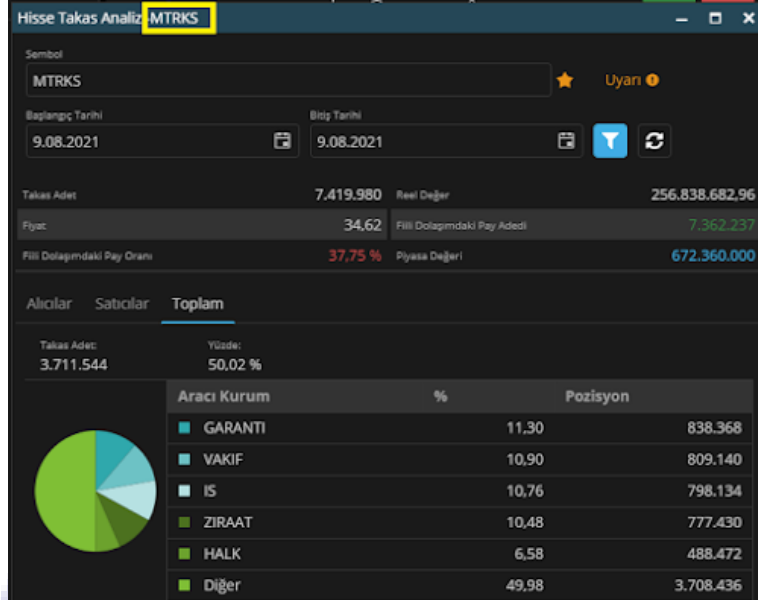 Hisse Takas Analiz -MTRKS
Sembol
MTRKS
Uyarı
Başlangıç Tarihi Bitiş Tarihi
9.08.2021 9.08.2021
Takas Adet 7.419.980 Reel Değer 256.838.682,96
Fiyat 34,62 Fiili Dolaşımdaki Pay Adedi 7.362.237
Fiili Dolaşımdaki Pay Oranı 37,75 % Piyasa Değeri 672.360.000
Alıcılar Satıcılar Toplam
Takas Adet: Yüzde:
3.711.544 50,02 %
Aracı Kurum % Pozisyon
GARANTI 11,30 838.368
VAKIF 10,90 809.140
IS 10,76 798.134
ZIRAAT 10,48 777.430
HALK 6,58 488.472
Diğer 49,98 3.708.436